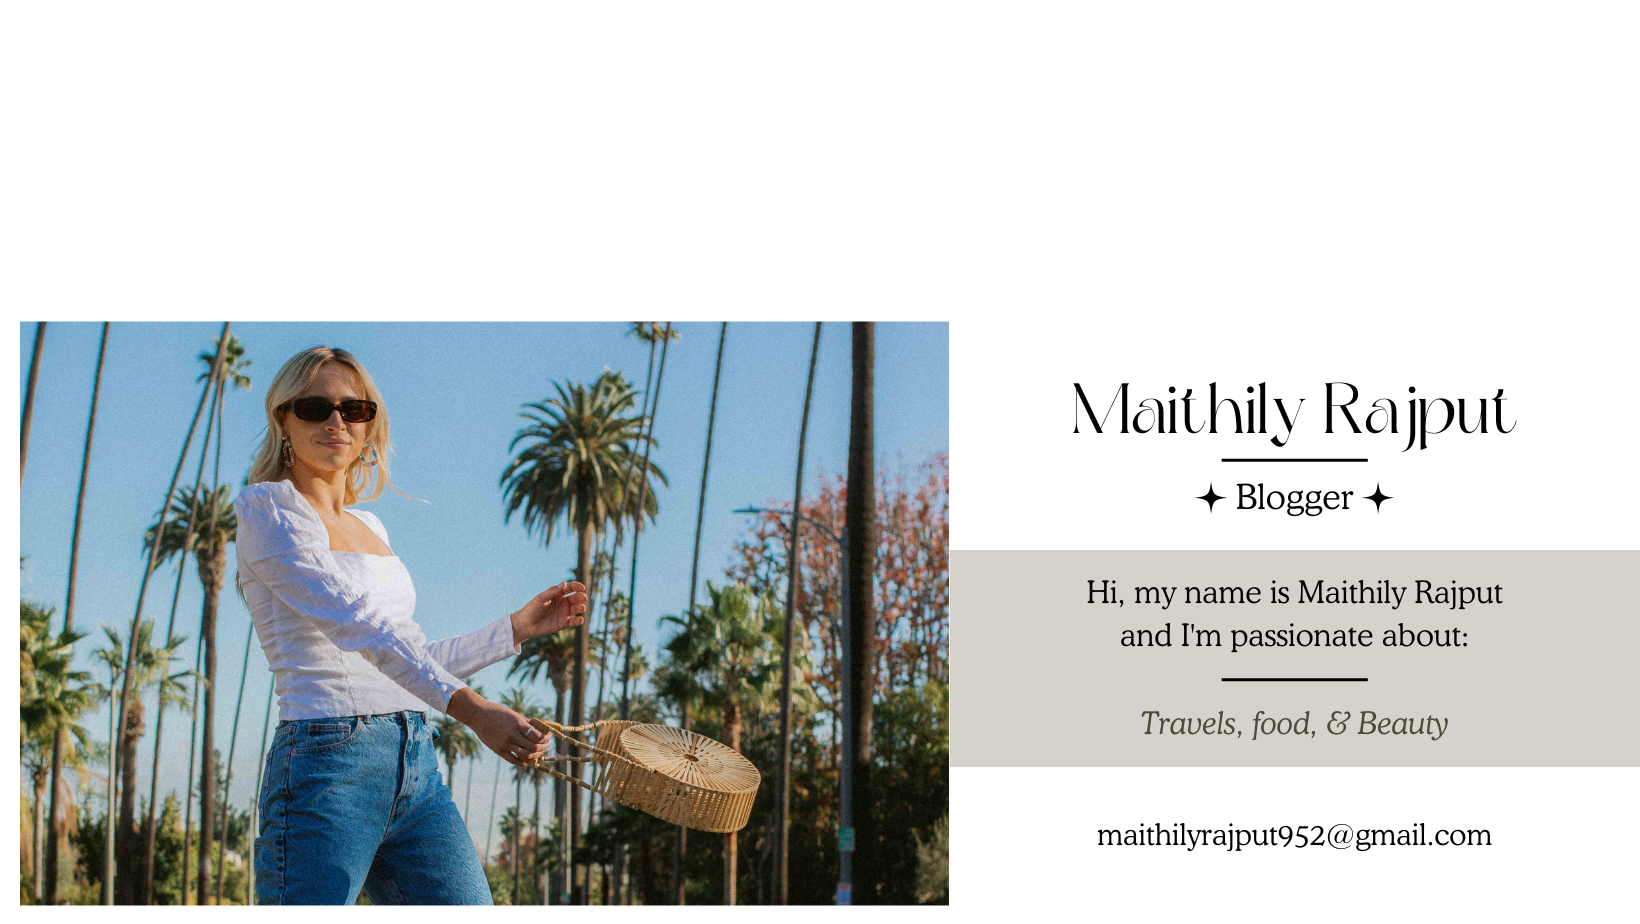 Maithily Rajput
Blogger
Hi, my name is Maithily Rajput
and I'm passionate about:
Travels, food, & Beauty
maithilyrajput952@gmail.com